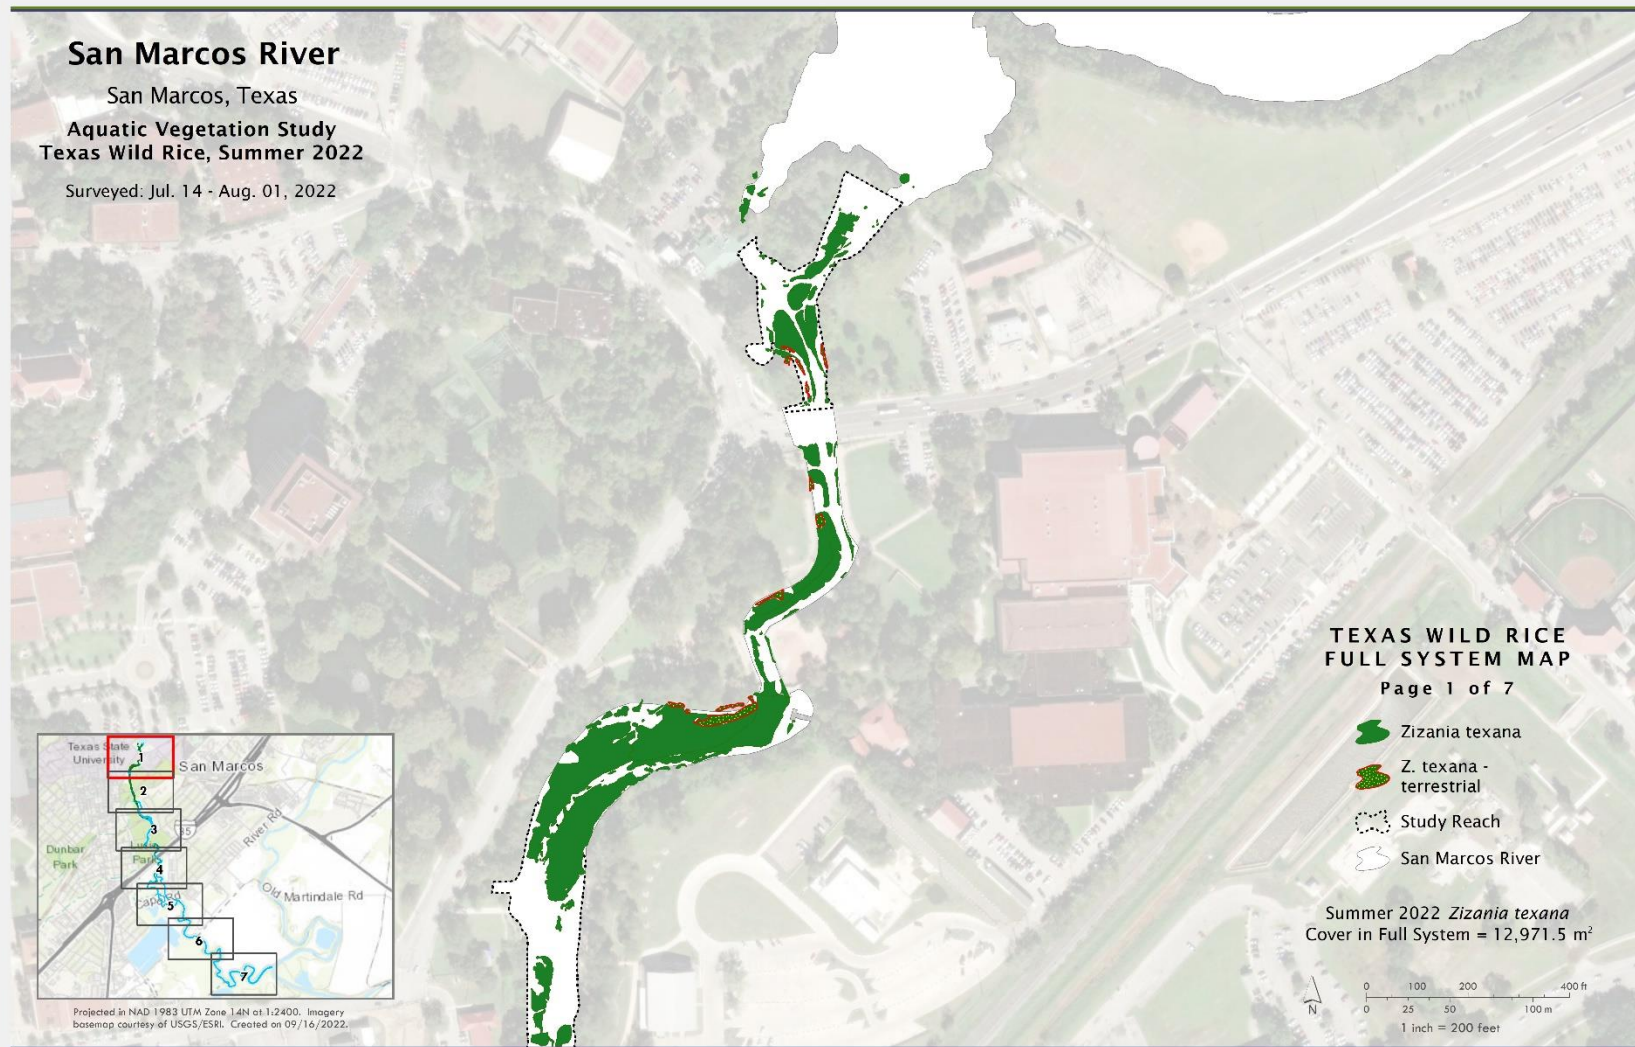 San Marcos River
San Marcos, Texas
Aquatic Vegetation Study
Texas Wild Rice, Summer 2022
Surveyed: Jul. 14 - Aug. 01, 2022
TEXAS WILD RICE
FULL SYSTEM MAP
Page 1 of 7
Zizania texana
Z. texana -
terrestrial
Study Reach
San Marcos River
Summer 2022 Zizania texana
Cover in Full System = 12,971.5 m²
0 100 200 400 ft
0 25 50 100 m
1 inch = 200 feet
N
Texas State
University
San Marcos
1
2
3
35
River Rd
Dunbar
Park
Park
4
Old Martindale Rd
5
6
7
Projected in NAD 1983 UTM Zone 14N at 1:2400. Imagery
basemap courtesy of USGS/ESRI. Created on 09/16/2022.